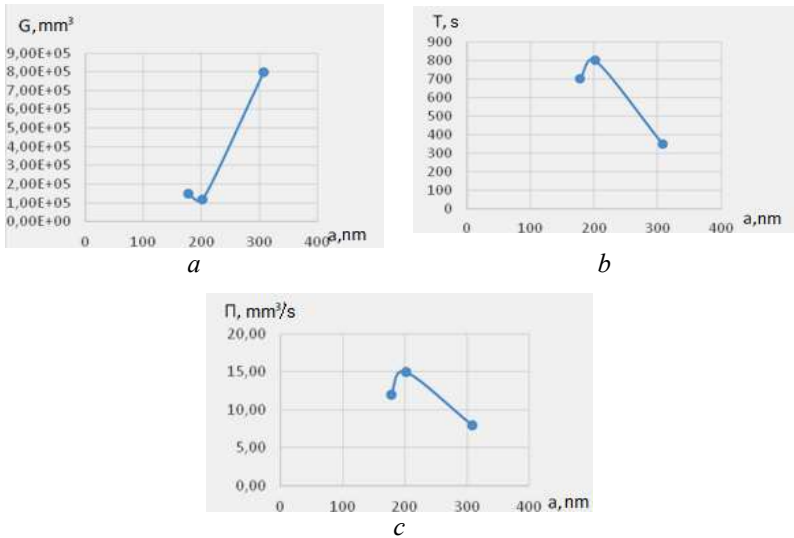 G, mm³
9,00E+05
8,00E+05
7,00E+05
6,00E+05
5,00E+05
4,00E+05
3,00E+05
2,00E+05
1,00E+05
0,00E+00
0 100 200 300 400 a,nm
a
T, s
900
800
700
600
500
400
300
200
100
0
0 100 200 300 400 a,nm
b
П, mm³/s
20,00
15,00
10,00
5,00
0,00
0 100 200 300 400 a,nm
c